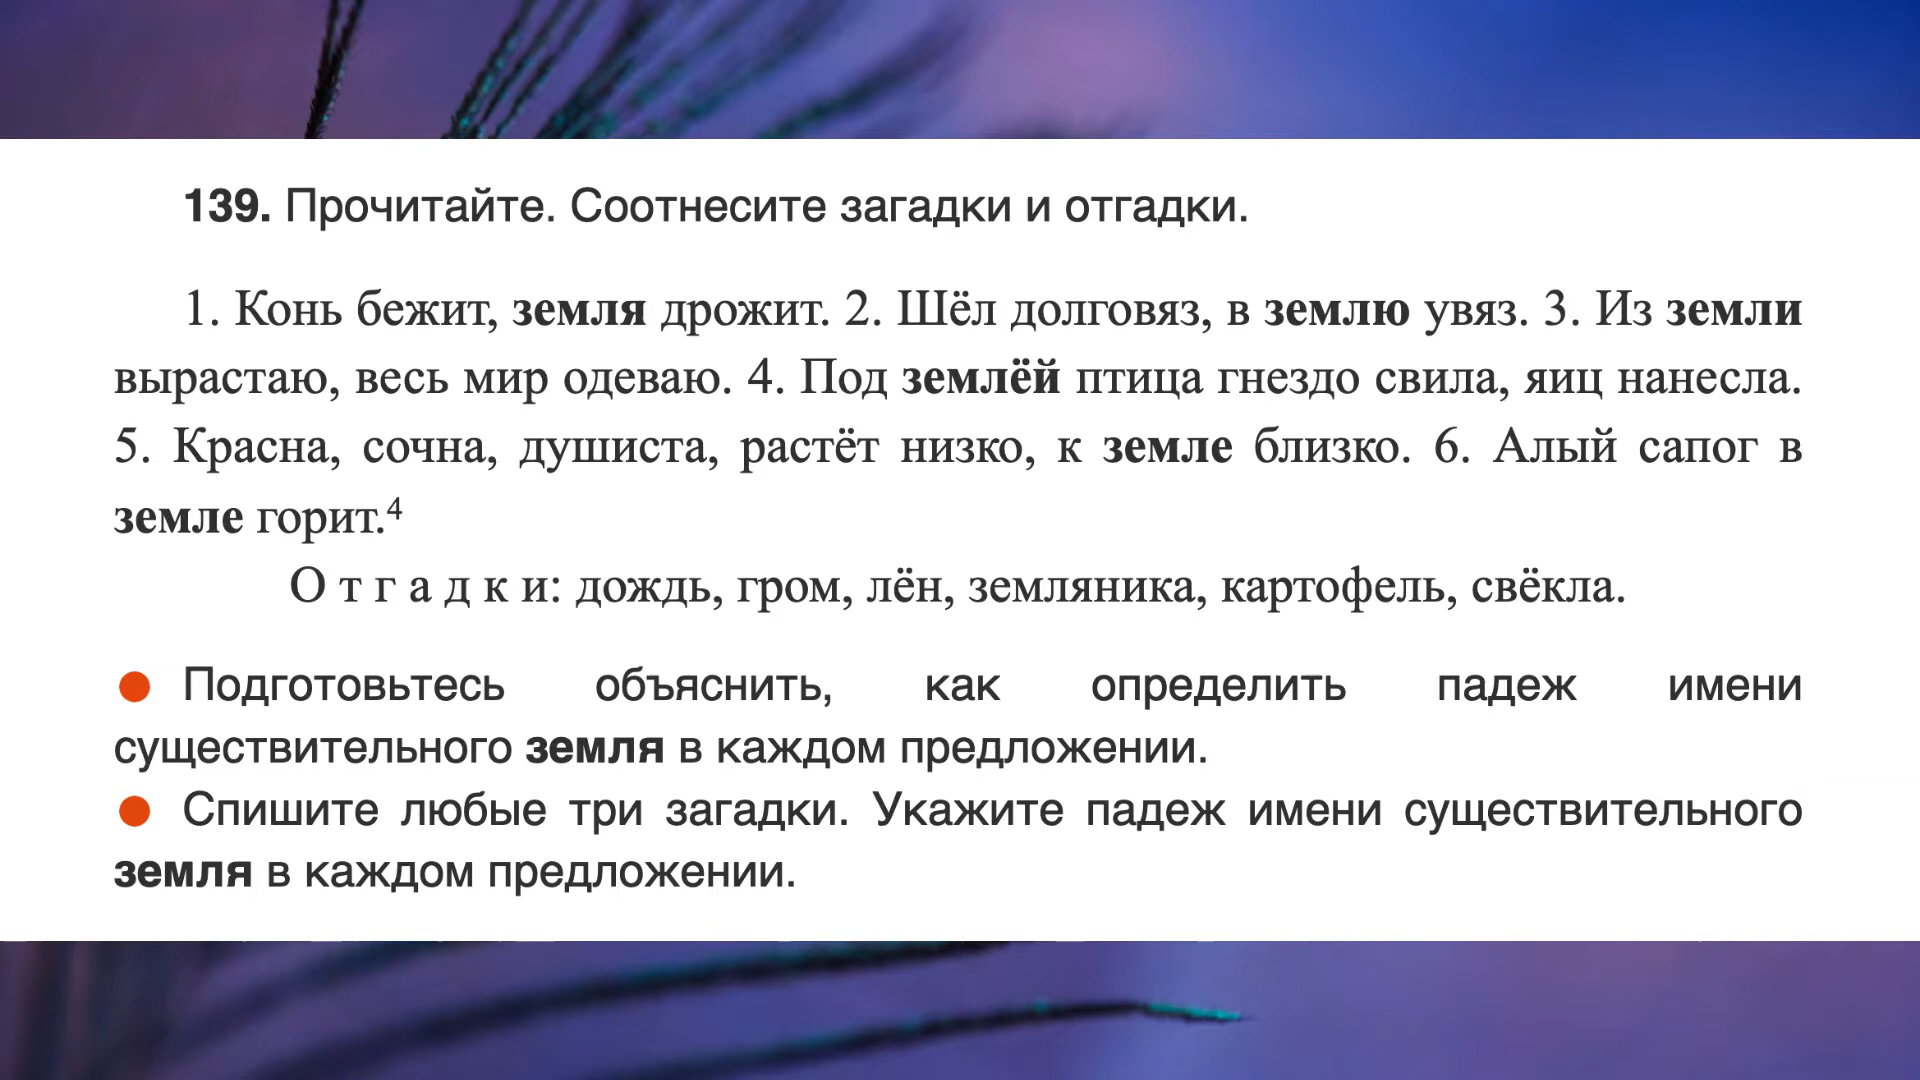 139. Прочитайте. Соотнесите загадки и отгадки.
1. Конь бежит, земля дрожит. 2. Шёл долговяз, в землю увяз. 3. Из земли
вырастаю, весь мир одеваю. 4. Под землёй птица гнездо свила, яиц нанесла.
5. Красна, сочна, душиста, растёт низко, к земле близко. 6. Алый сапог в
земле горит.⁴
О т г а д к и: дождь, гром, лён, земляника, картофель, свёкла.
● Подготовьтесь объяснить, как определить падеж имени
существительного земля в каждом предложении.
● Спишите любые три загадки. Укажите падеж имени существительного
земля в каждом предложении.